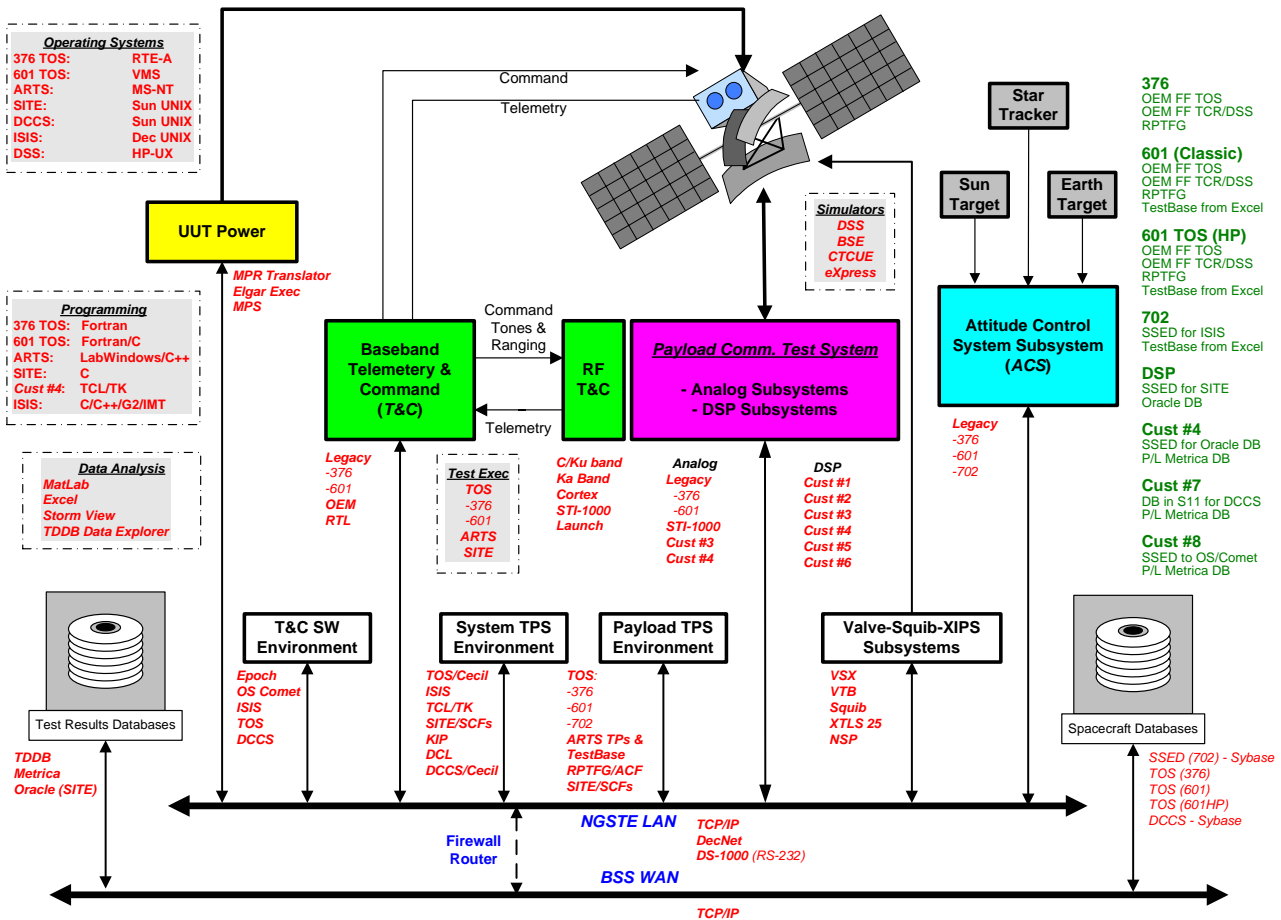 Operating Systems
376 TOS: RTE-A
601 TOS: VMS
ARTS: MS-NT
SITE: Sun UNIX
DCCS: Sun UNIX
ISIS: Dec UNIX
DSS: HP-UX
Command
Telemetry
Star
Tracker
Sun
Target
Earth
Target
376
OEM FF TOS
OEM FF TCR/DSS
RPTFG
601 (Classic)
OEM FF TOS
OEM FF TCR/DSS
RPTFG
TestBase from Excel
601 TOS (HP)
OEM FF TOS
OEM FF TCR/DSS
RPTFG
TestBase from Excel
702
SSED for ISIS
TestBase from Excel
DSP
SSED for SITE
Oracle DB
Cust #4
SSED for Oracle DB
P/L Metrica DB
Cust #7
DB in S11 for DCCS
P/L Metrica DB
Cust #8
SSED to OS/Comet
P/L Metrica DB
UUT Power
MPR Translator
Elgar Exec
MPS
Simulators
DSS
BSE
CTCUE
eXpress
Programming
376 TOS: Fortran
601 TOS: Fortran/C
ARTS: LabWindows/C++
SITE: C
Cust #4: TCL/TK
ISIS: C/C++/G2/IMT
Baseband
Telemetery &
Command
(T&C)
Command
Tones &
Ranging
Telemetry
RF
T&C
Payload Comm. Test System
- Analog Subsystems
- DSP Subsystems
Attitude Control
System Subsystem
(ACS)
Data Analysis
MatLab
Excel
Storm View
TDDB Data Explorer
Legacy
-376
-601
OEM
RTL
Test Exec
TOS
-376
-601
ARTS
SITE
C/Ku band
Ka Band
Cortex
STI-1000
Launch
Analog
Legacy
-376
-601
STI-1000
Cust #3
Cust #4
DSP
Cust #1
Cust #2
Cust #3
Cust #4
Cust #5
Cust #6
Legacy
-376
-601
-702
Test Results Databases
TDDB
Metrica
Oracle (SITE)
T&C SW
Environment
Epoch
OS Comet
ISIS
TOS
DCCS
System TPS
Environment
TOS/Cecil
ISIS
TCL/TK
SITE/SCFs
KIP
DCL
DCCS/Cecil
Payload TPS
Environment
TOS:
-376
-601
-702
ARTS TPs &
TestBase
RPTFG/ACF
SITE/SCFs
Valve-Squib-XIPS
Subsystems
VSX
VTB
Squib
XTLS 25
NSP
Spacecraft Databases
SSED (702) - Sybase
TOS (376)
TOS (601)
TOS (601HP)
DCCS - Sybase
NGSTE LAN
TCP/IP
DecNet
DS-1000 (RS-232)
Firewall
Router
BSS WAN
TCP/IP